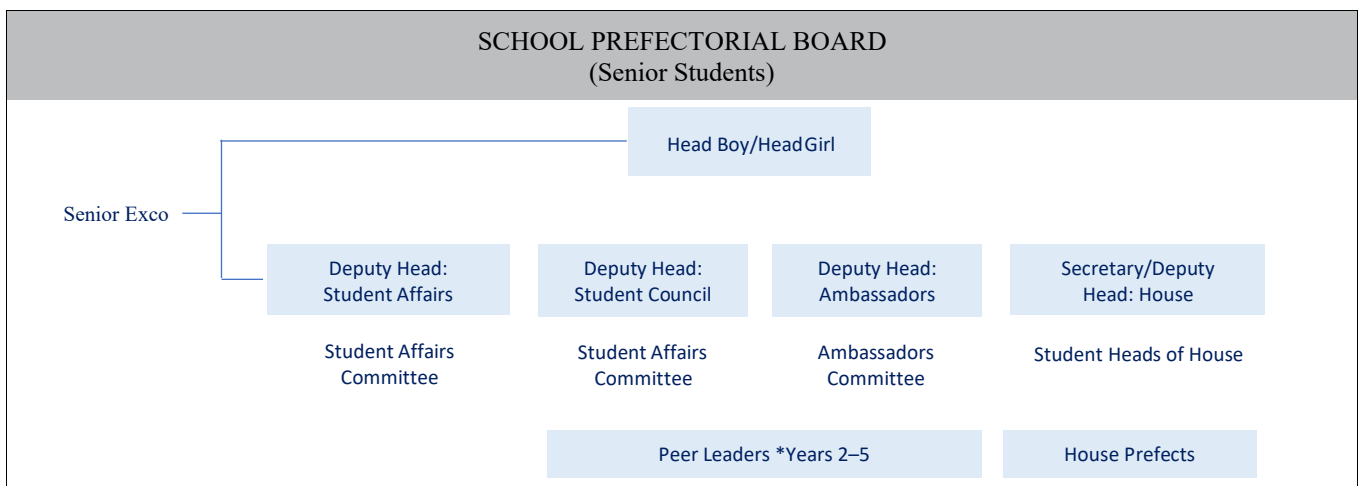 SCHOOL PREFECTORIAL BOARD
(Senior Students)
Head Boy/HeadGirl
Senior Exco
Deputy Head:
Student Affairs
Deputy Head:
Student Council
Deputy Head:
Ambassadors
Secretary/Deputy
Head: House
Student Affairs
Committee
Student Affairs
Committee
Ambassadors
Committee
Student Heads of House
Peer Leaders *Years 2–5
House Prefects